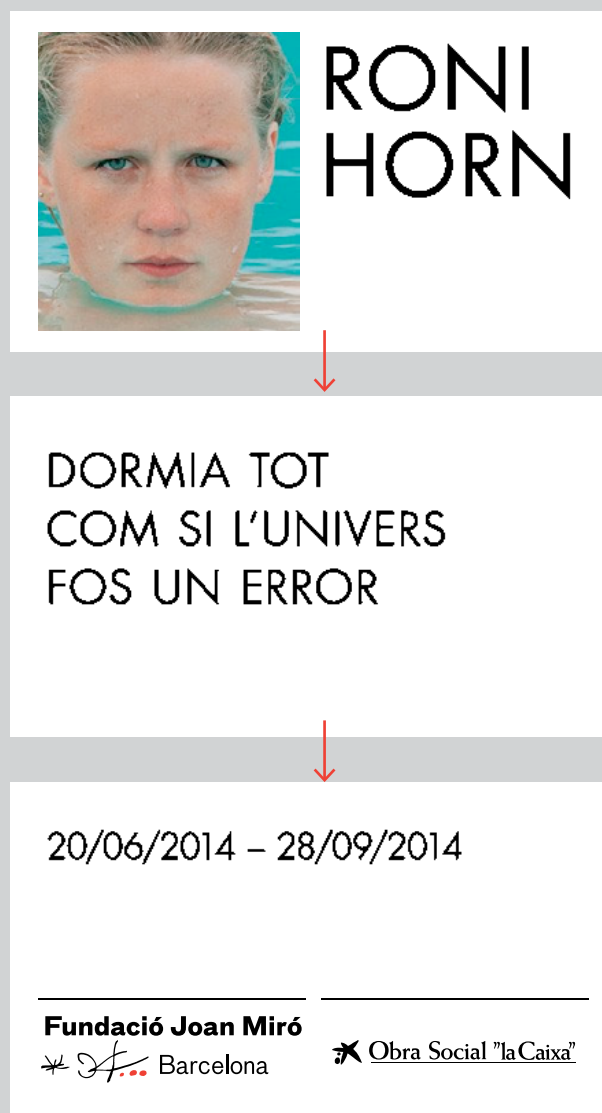 RONI
HORN
DORMIA TOT
COM SI L’UNIVERS
FOS UN ERROR
20/06/2014 – 28/09/2014
Fundació Joan Miró
Barcelona
Obra Social "la Caixa"